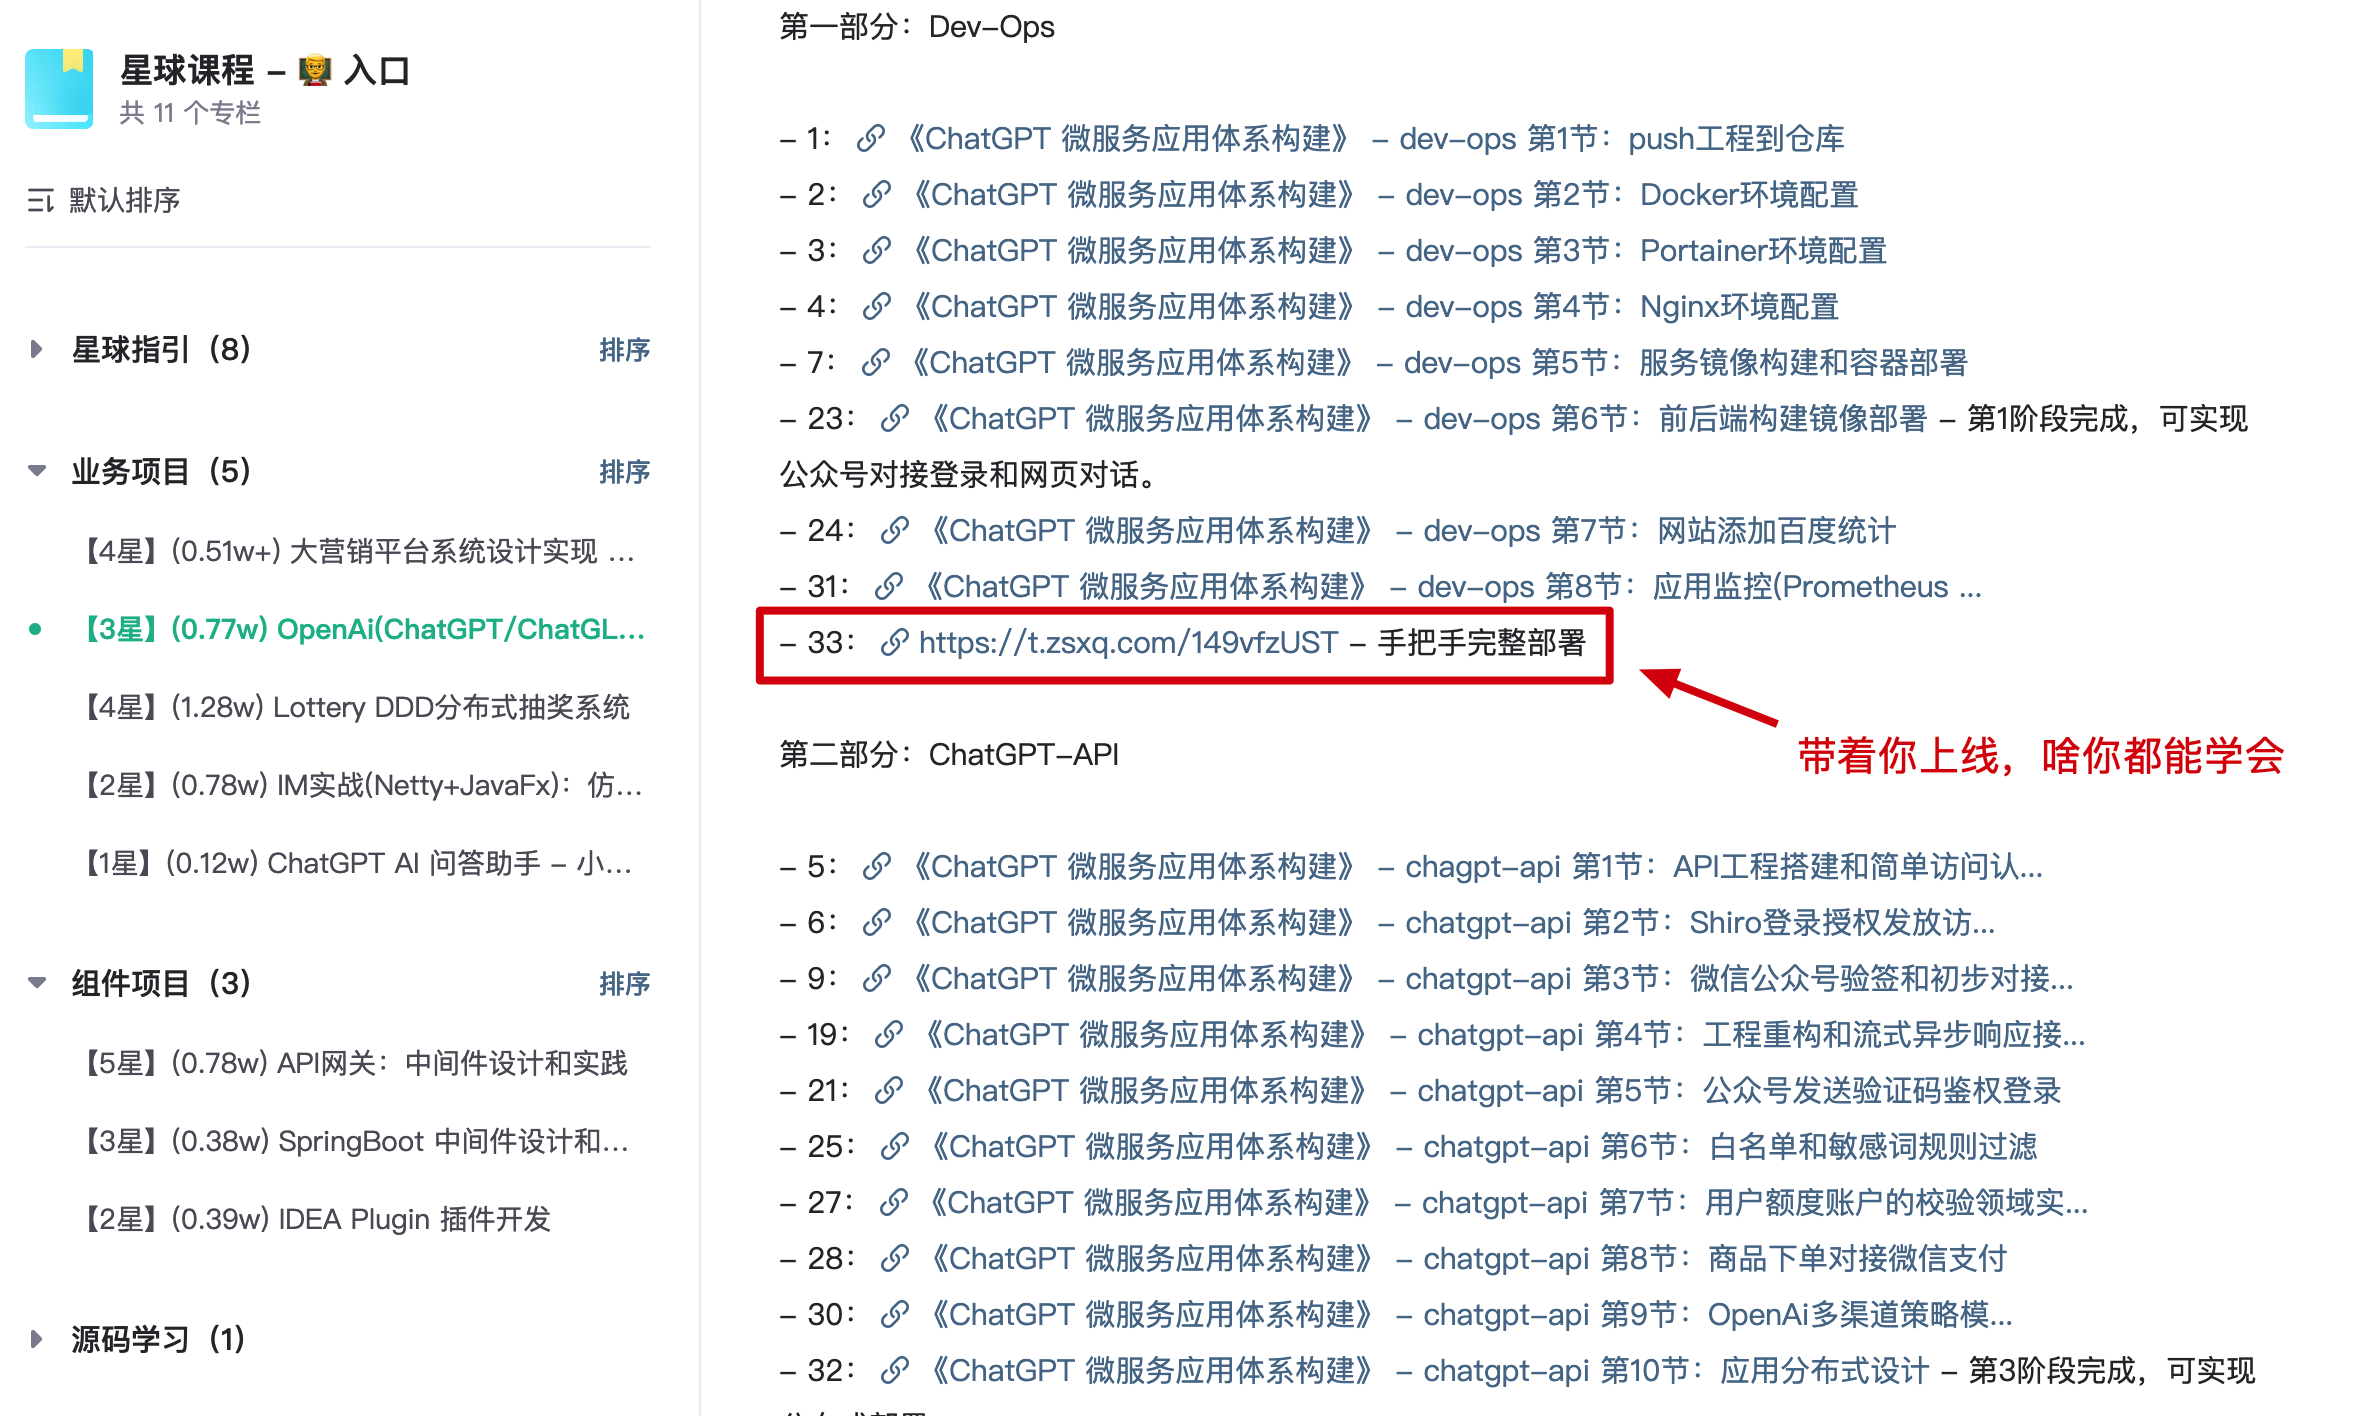 星球课程 – 👨‍🏫 入口
共 11 个专栏
默认排序
星球指引（8） 排序
业务项目（5） 排序
【4星】(0.51w+) 大营销平台系统设计实现 ...
【3星】(0.77w) OpenAi(ChatGPT/ChatGL...
【4星】(1.28w) Lottery DDD分布式抽奖系统
【2星】(0.78w) IM实战(Netty+JavaFx)：仿...
【1星】(0.12w) ChatGPT AI 问答助手 – 小...
组件项目（3） 排序
【5星】(0.78w) API网关：中间件设计和实践
【3星】(0.38w) SpringBoot 中间件设计和...
【2星】(0.39w) IDEA Plugin 插件开发
源码学习（1）
第一部分：Dev–Ops
– 1：《ChatGPT 微服务应用体系构建》 – dev–ops 第1节：push工程到仓库
– 2：《ChatGPT 微服务应用体系构建》 – dev–ops 第2节：Docker环境配置
– 3：《ChatGPT 微服务应用体系构建》 – dev–ops 第3节：Portainer环境配置
– 4：《ChatGPT 微服务应用体系构建》 – dev–ops 第4节：Nginx环境配置
– 7：《ChatGPT 微服务应用体系构建》 – dev–ops 第5节：服务镜像构建和容器部署
– 23：《ChatGPT 微服务应用体系构建》 – dev–ops 第6节：前后端构建镜像部署 – 第1阶段完成，可实现
公众号对接登录和网页对话。
– 24：《ChatGPT 微服务应用体系构建》 – dev–ops 第7节：网站添加百度统计
– 31：《ChatGPT 微服务应用体系构建》 – dev–ops 第8节：应用监控(Prometheus ...
– 33：https://t.zsxq.com/149vfzUST – 手把手完整部署
带着你上线，啥你都能学会
第二部分：ChatGPT–API
– 5：《ChatGPT 微服务应用体系构建》 – chagpt–api 第1节：API工程搭建和简单访问认...
– 6：《ChatGPT 微服务应用体系构建》 – chatgpt–api 第2节：Shiro登录授权发放访...
– 9：《ChatGPT 微服务应用体系构建》 – chatgpt–api 第3节：微信公众号验签和初步对接...
– 19：《ChatGPT 微服务应用体系构建》 – chatgpt–api 第4节：工程重构和流式异步响应接...
– 21：《ChatGPT 微服务应用体系构建》 – chatgpt–api 第5节：公众号发送验证码鉴权登录
– 25：《ChatGPT 微服务应用体系构建》 – chatgpt–api 第6节：白名单和敏感词规则过滤
– 27：《ChatGPT 微服务应用体系构建》 – chatgpt–api 第7节：用户额度账户的校验领域实...
– 28：《ChatGPT 微服务应用体系构建》 – chatgpt–api 第8节：商品下单对接微信支付
– 30：《ChatGPT 微服务应用体系构建》 – chatgpt–api 第9节：OpenAi多渠道策略模...
– 32：《ChatGPT 微服务应用体系构建》 – chatgpt–api 第10节：应用分布式设计 – 第3阶段完成，可实现